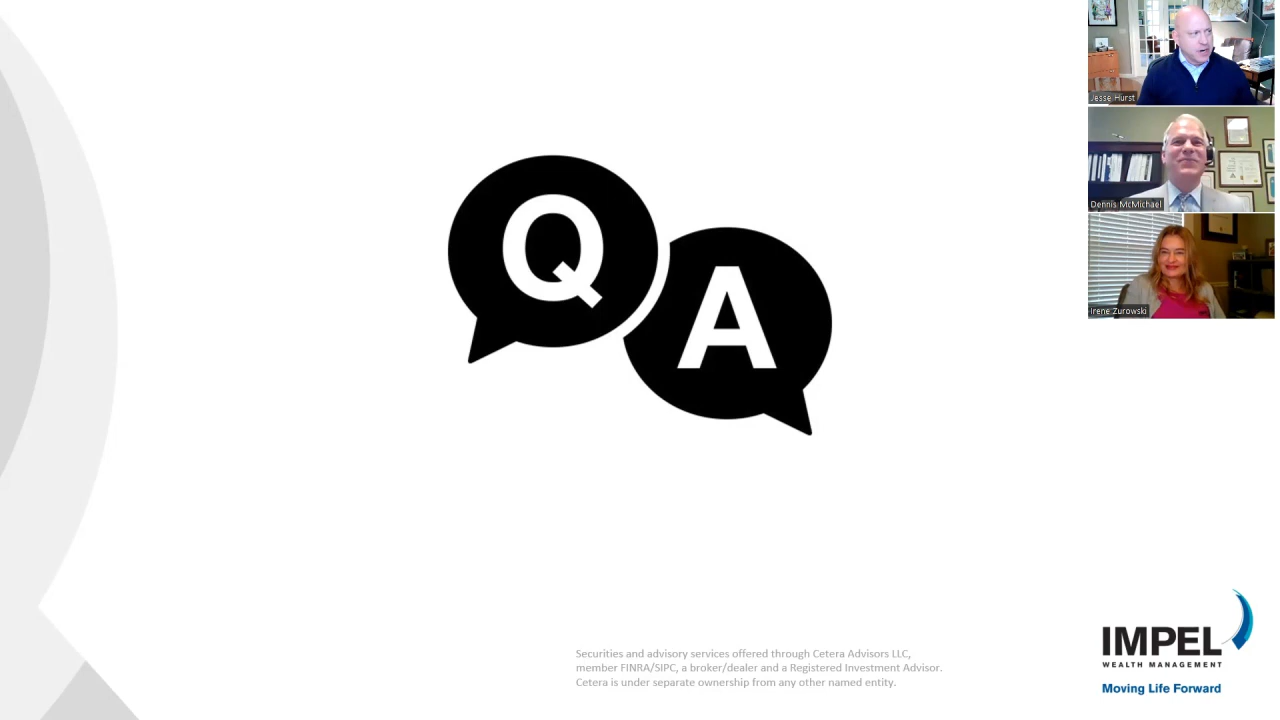 Q
A
Jesse Hurst
Dennis McMichael
Irene Zurowski
Securities and advisory services offered through Cetera Advisors LLC,
member FINRA/SIPC, a broker/dealer and a Registered Investment Advisor.
Cetera is under separate ownership from any other named entity.
IMPEL
WEALTH MANAGEMENT
Moving Life Forward